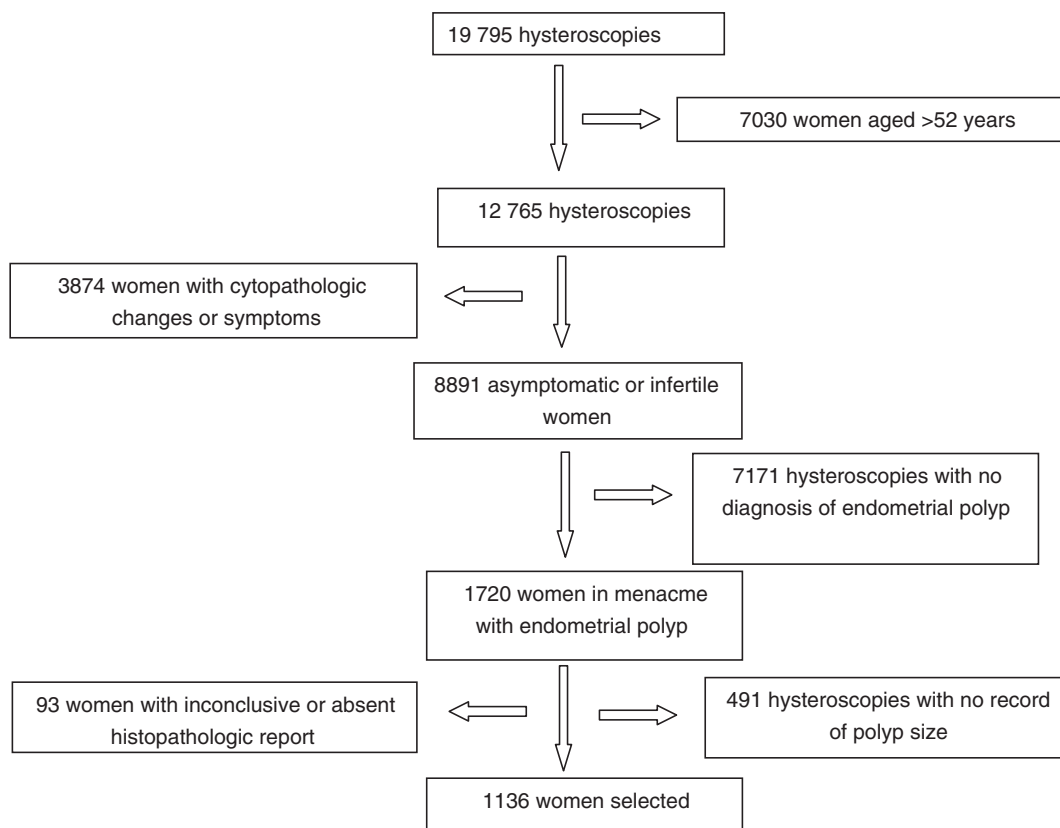 19 795 hysteroscopies
7030 women aged >52 years
12 765 hysteroscopies
3874 women with cytopathologic
changes or symptoms
8891 asymptomatic or infertile
women
7171 hysteroscopies with no
diagnosis of endometrial polyp
1720 women in menacme
with endometrial polyp
93 women with inconclusive or absent
histopathologic report
491 hysteroscopies with no record
of polyp size
1136 women selected